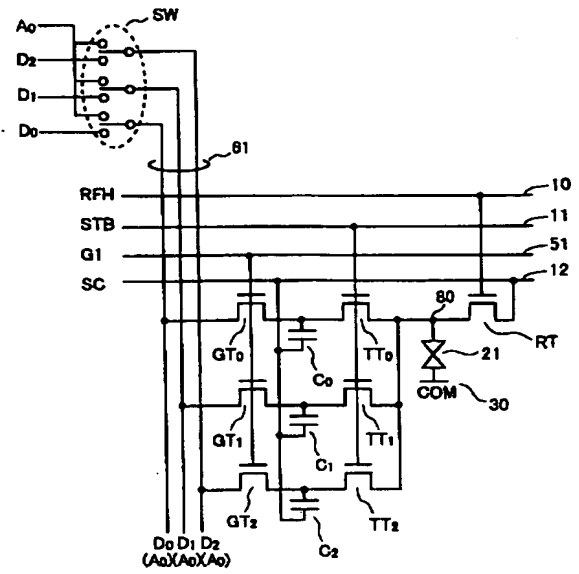 SW
A0
D2
D1
D0
61
RFH
10
STB
11
G1
51
SC
12
80
GT0
TT0
RT
C0
21
COM
30
GT1
TT1
C1
GT2
TT2
C2
D0 D1 D2
(A0)(A0)(A0)